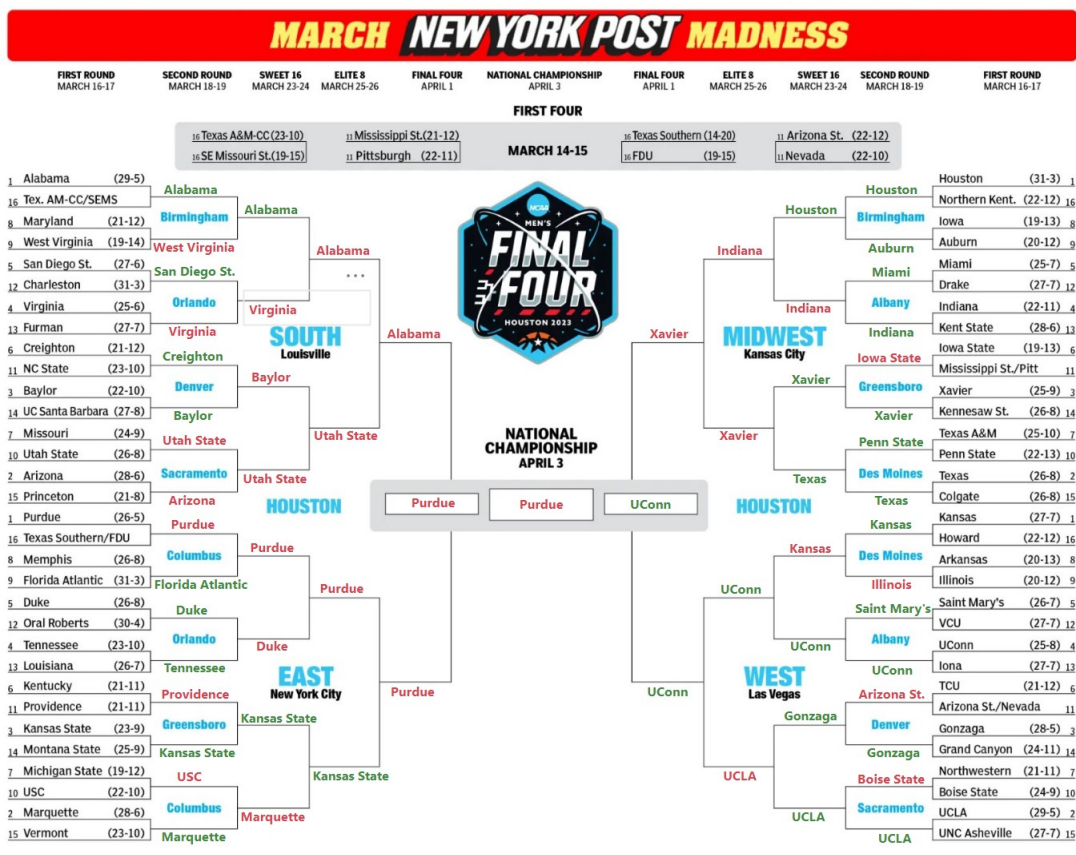 MARCH NEW YORK POST MADNESS
FIRST ROUND SECOND ROUND SWEET 16 ELITE 8 FINAL FOUR NATIONAL CHAMPIONSHIP FINAL FOUR ELITE 8 SWEET 16 SECOND ROUND FIRST ROUND
MARCH 16-17 MARCH 18-19 MARCH 23-24 MARCH 25-26 APRIL 1 APRIL 3 APRIL 1 MARCH 25-26 MARCH 23-24 MARCH 18-19 MARCH 16-17
FIRST FOUR
16 Texas A&M-CC (23-10)
16 SE Missouri St. (19-15)
11 Mississippi St. (21-12)
11 Pittsburgh (22-11)
MARCH 14-15
16 Texas Southern (14-20)
16 FDU (19-15)
11 Arizona St. (22-12)
11 Nevada (22-10)
1 Alabama (29-5)
16 Tex. AM-CC/SEMS
8 Maryland (21-12)
9 West Virginia (19-14)
5 San Diego St. (27-6)
12 Charleston (31-3)
4 Virginia (25-6)
13 Furman (27-7)
6 Creighton (21-12)
11 NC State (23-10)
3 Baylor (22-10)
14 UC Santa Barbara (27-8)
7 Missouri (24-9)
10 Utah State (26-8)
2 Arizona (28-6)
15 Princeton (21-8)
Alabama
Birmingham
West Virginia
San Diego St.
Orlando
Virginia
Creighton
Denver
Baylor
Utah State
Sacramento
Arizona
Alabama
Virginia
Baylor
Utah State
Alabama
Utah State
Alabama
SOUTH
Louisville
1 Purdue (26-5)
16 Texas Southern/FDU
8 Memphis (26-8)
9 Florida Atlantic (31-3)
5 Duke (26-8)
12 Oral Roberts (30-4)
4 Tennessee (23-10)
13 Louisiana (26-7)
6 Kentucky (21-11)
11 Providence (21-11)
3 Kansas State (23-9)
14 Montana State (25-9)
7 Michigan State (19-12)
10 USC (22-10)
2 Marquette (28-6)
15 Vermont (23-10)
Purdue
Columbus
Florida Atlantic
Duke
Orlando
Tennessee
Providence
Greensboro
Kansas State
USC
Columbus
Marquette
Purdue
Duke
Kansas State
Marquette
Purdue
Kansas State
Purdue
EAST
New York City
NCAA
MEN'S
FINAL
FOUR
HOUSTON 2023
NATIONAL
CHAMPIONSHIP
APRIL 3
HOUSTON
Purdue
Purdue
UConn
HOUSTON
MIDWEST
Kansas City
Xavier
Indiana
Xavier
Houston
Indiana
Xavier
Texas
Houston
Birmingham
Auburn
Miami
Albany
Indiana
Iowa State
Greensboro
Xavier
Penn State
Des Moines
Texas
Houston (31-3) 1
Northern Kent. (22-12) 16
Iowa (19-13) 8
Auburn (20-12) 9
Miami (25-7) 5
Drake (27-7) 12
Indiana (22-11) 4
Kent State (28-6) 13
Iowa State (19-13) 6
Mississippi St./Pitt 11
Xavier (25-9) 3
Kennesaw St. (26-8) 14
Texas A&M (25-10) 7
Penn State (22-13) 10
Texas (26-8) 2
Colgate (26-8) 15
WEST
Las Vegas
UConn
UConn
UCLA
Kansas
UConn
Gonzaga
UCLA
Kansas
Des Moines
Illinois
Saint Mary's
Albany
UConn
Arizona St.
Denver
Gonzaga
Boise State
Sacramento
UCLA
Kansas (27-7) 1
Howard (22-12) 16
Arkansas (20-13) 8
Illinois (20-12) 9
Saint Mary's (26-7) 5
VCU (27-7) 12
UConn (25-8) 4
Iona (27-7) 13
TCU (21-12) 6
Arizona St./Nevada 11
Gonzaga (28-5) 3
Grand Canyon (24-11) 14
Northwestern (21-11) 7
Boise State (24-9) 10
UCLA (29-5) 2
UNC Asheville (27-7) 15